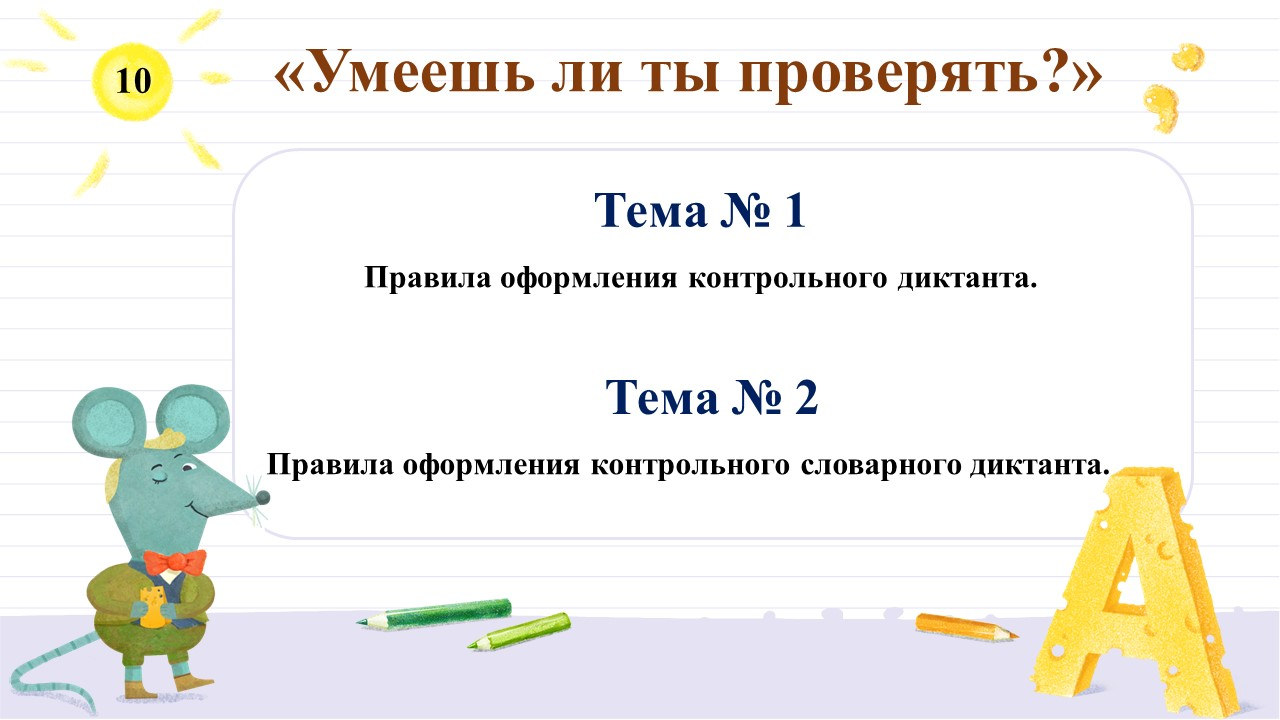 10
«Умеешь ли ты проверять?»
Тема № 1
Правила оформления контрольного диктанта.
Тема № 2
Правила оформления контрольного словарного диктанта.
А